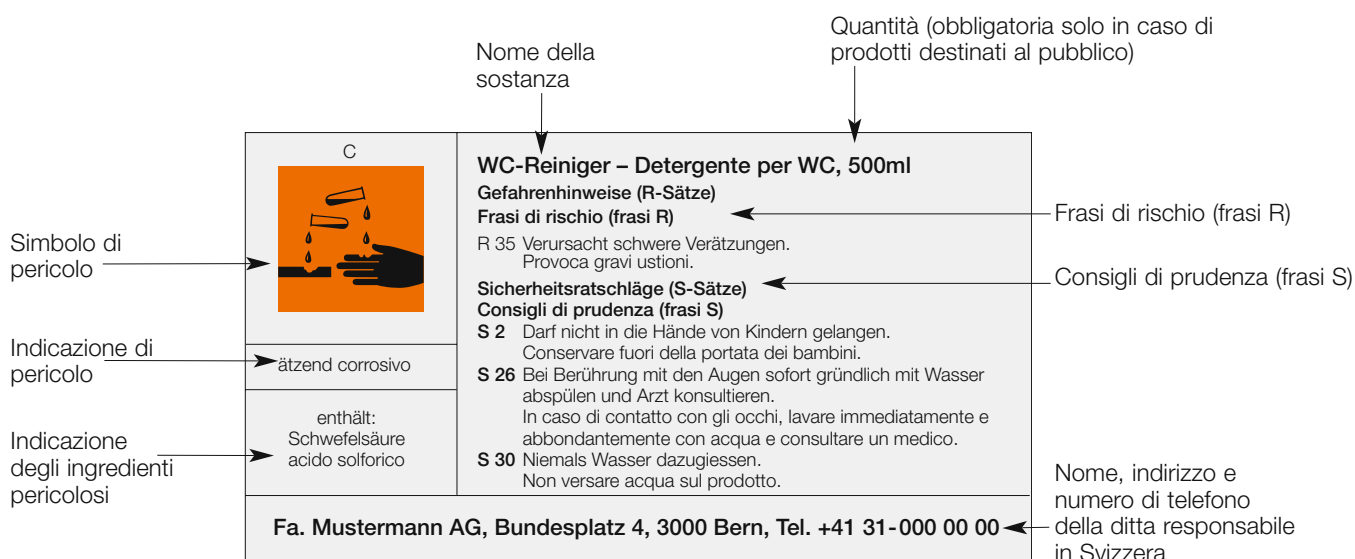 Quantità (obbligatoria solo in caso di
prodotti destinati al pubblico)
Nome della
sostanza
C
WC-Reiniger – Detergente per WC, 500ml
Gefahrenhinweise (R-Sätze)
Frasi di rischio (frasi R)
R 35 Verursacht schwere Verätzungen.
Provoca gravi ustioni.
Sicherheitsratschläge (S-Sätze)
Consigli di prudenza (frasi S)
S 2 Darf nicht in die Hände von Kindern gelangen.
Conservare fuori della portata dei bambini.
S 26 Bei Berührung mit den Augen sofort gründlich mit Wasser
abspülen und Arzt konsultieren.
In caso di contatto con gli occhi, lavare immediatamente e
abbondantemente con acqua e consultare un medico.
S 30 Niemals Wasser dazugiessen.
Non versare acqua sul prodotto.
Frasi di rischio (frasi R)
Consigli di prudenza (frasi S)
Simbolo di
pericolo
Indicazione di
pericolo
ätzend corrosivo
Indicazione
degli ingredienti
pericolosi
enthält:
Schwefelsäure
acido solforico
Fa. Mustermann AG, Bundesplatz 4, 3000 Bern, Tel. +41 31-000 00 00
Nome, indirizzo e
numero di telefono
della ditta responsabile
in Svizzera